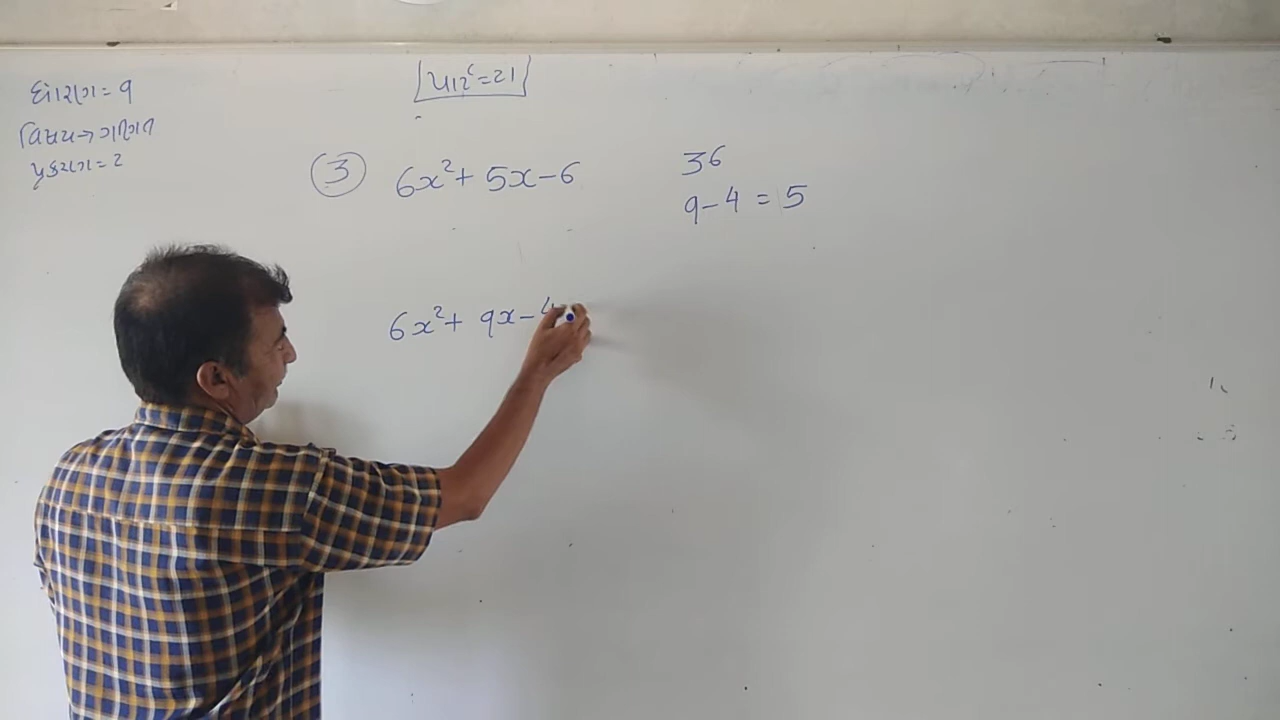 ધોરણ = 9
વિષય → ગણિત
પ્રકરણ = 2
પાર્ટ = 21
③ 6x² + 5x - 6
36
9 - 4 = 5
6x² + 9x - 4